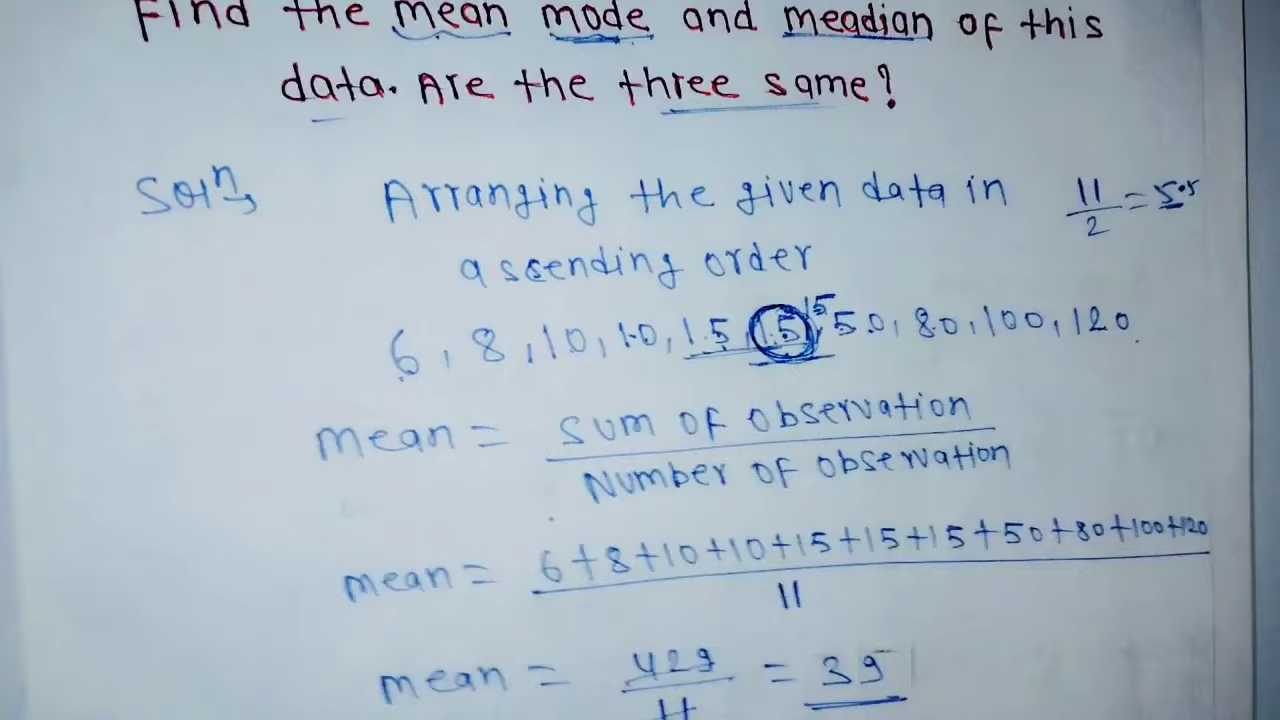 Find the mean mode and meadian of this
data. Are the three same?
Solⁿ, Arranging the given data in 11/2 = 5.5
ascending order
6, 8, 10, 10, 15, 15, 15, 50, 80, 100, 120
mean = sum of observation
Number of observation
mean = 6+8+10+10+15+15+15+50+80+100+120
11
mean = 429 = 39
11